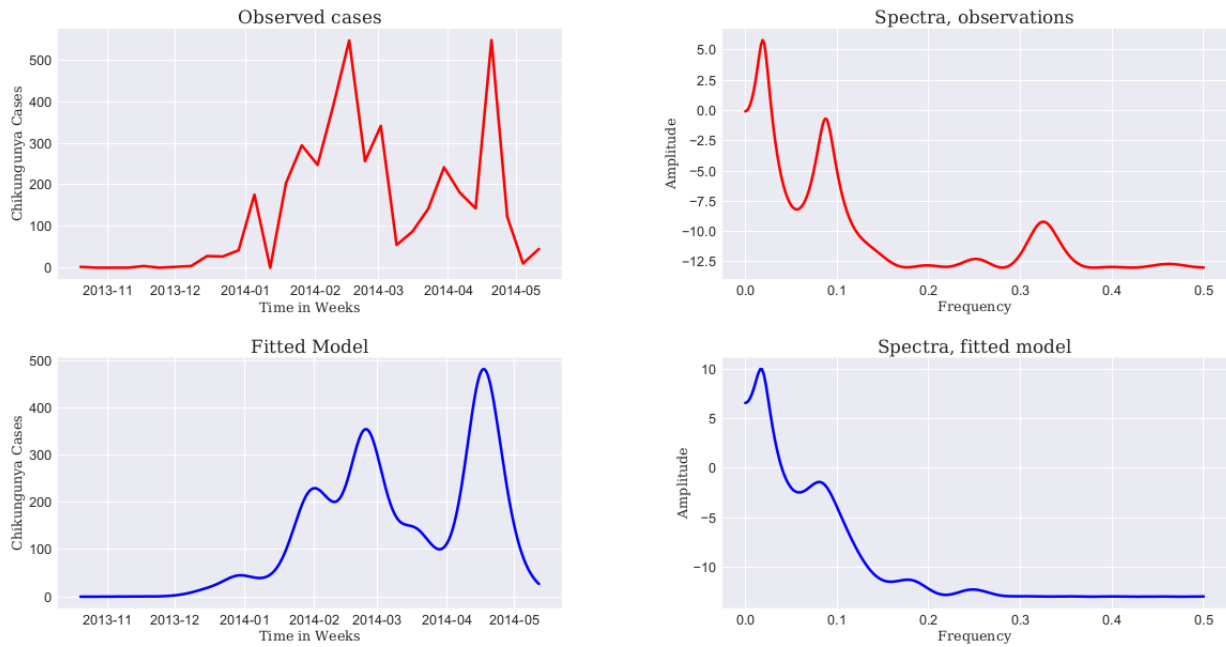 Observed cases
Chikungunya Cases
500
400
300
200
100
0
2013-11 2013-12 2014-01 2014-02 2014-03 2014-04 2014-05
Time in Weeks
Spectra, observations
Amplitude
5.0
2.5
0.0
−2.5
−5.0
−7.5
−10.0
−12.5
0.0 0.1 0.2 0.3 0.4 0.5
Frequency
Fitted Model
Chikungunya Cases
500
400
300
200
100
0
2013-11 2013-12 2014-01 2014-02 2014-03 2014-04 2014-05
Time in Weeks
Spectra, fitted model
Amplitude
10
5
0
−5
−10
0.0 0.1 0.2 0.3 0.4 0.5
Frequency